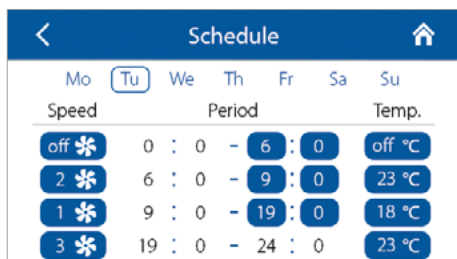 Schedule
Mo Tu We Th Fr Sa Su
Speed Period Temp.
off 0 : 0 - 6 : 0 off °C
2 6 : 0 - 9 : 0 23 °C
1 9 : 0 - 19 : 0 18 °C
3 19 : 0 - 24 : 0 23 °C